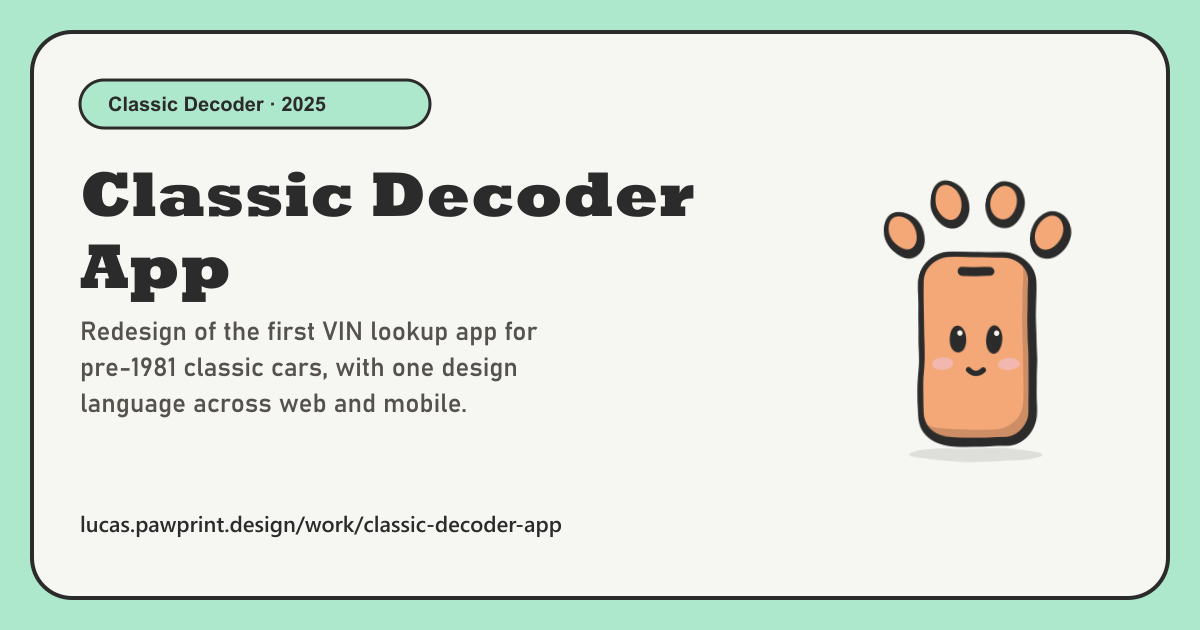 Classic Decoder · 2025
Classic Decoder
App
Redesign of the first VIN lookup app for
pre-1981 classic cars, with one design
language across web and mobile.
lucas.pawprint.design/work/classic-decoder-app